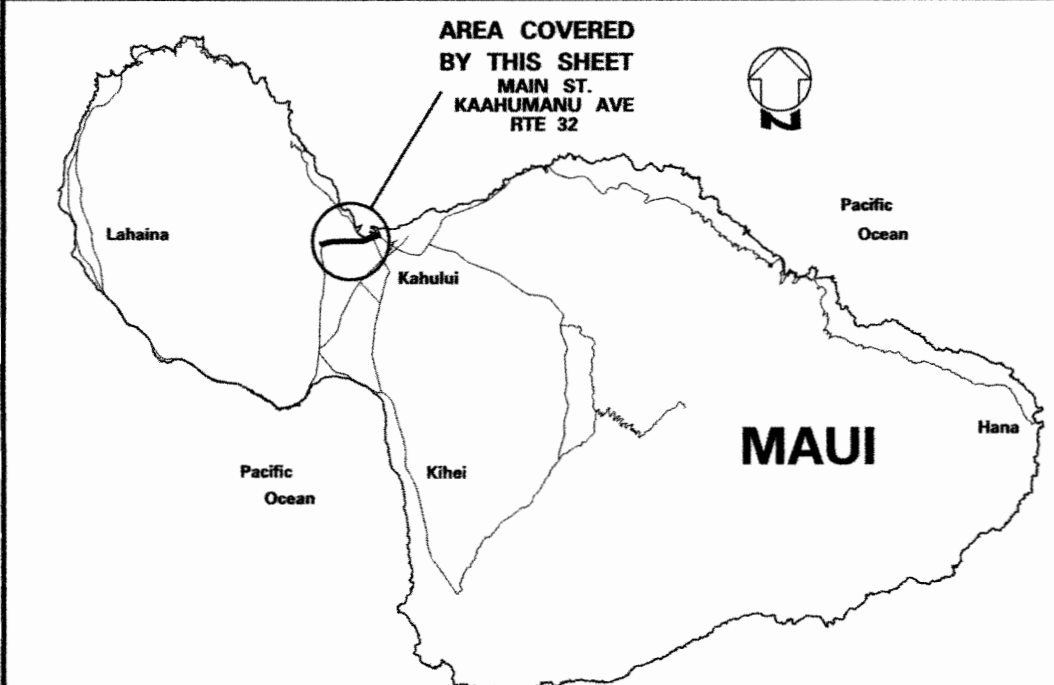 AREA COVERED
BY THIS SHEET
MAIN ST.
KAAHUMANU AVE
RTE 32
N
Pacific
Ocean
Lahaina
Kahului
MAUI
Hana
Pacific
Ocean
Kihei